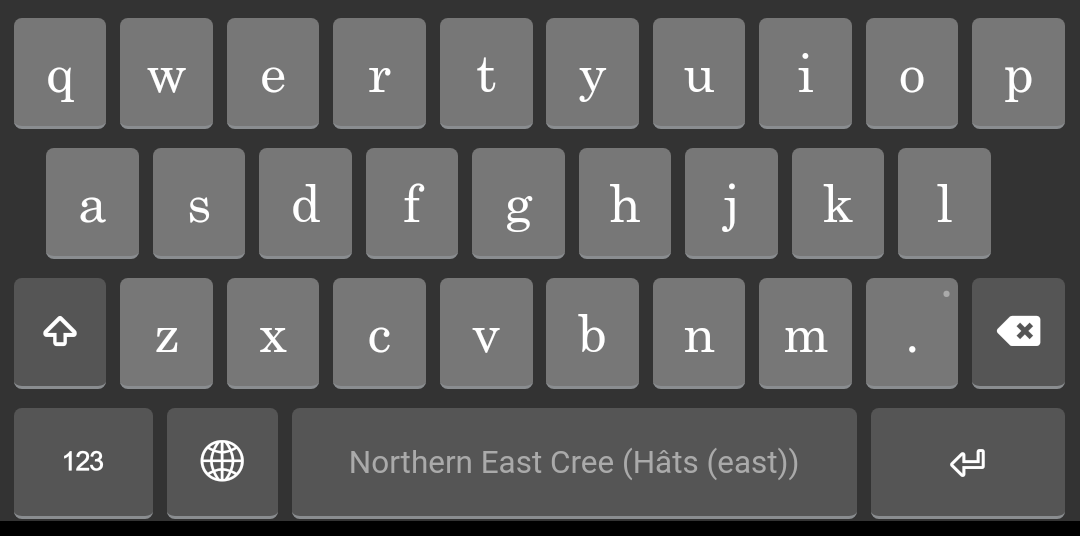 q w e r t y u i o p
a s d f g h j k l
z x c v b n m .
123 Northern East Cree (Hâts (east))